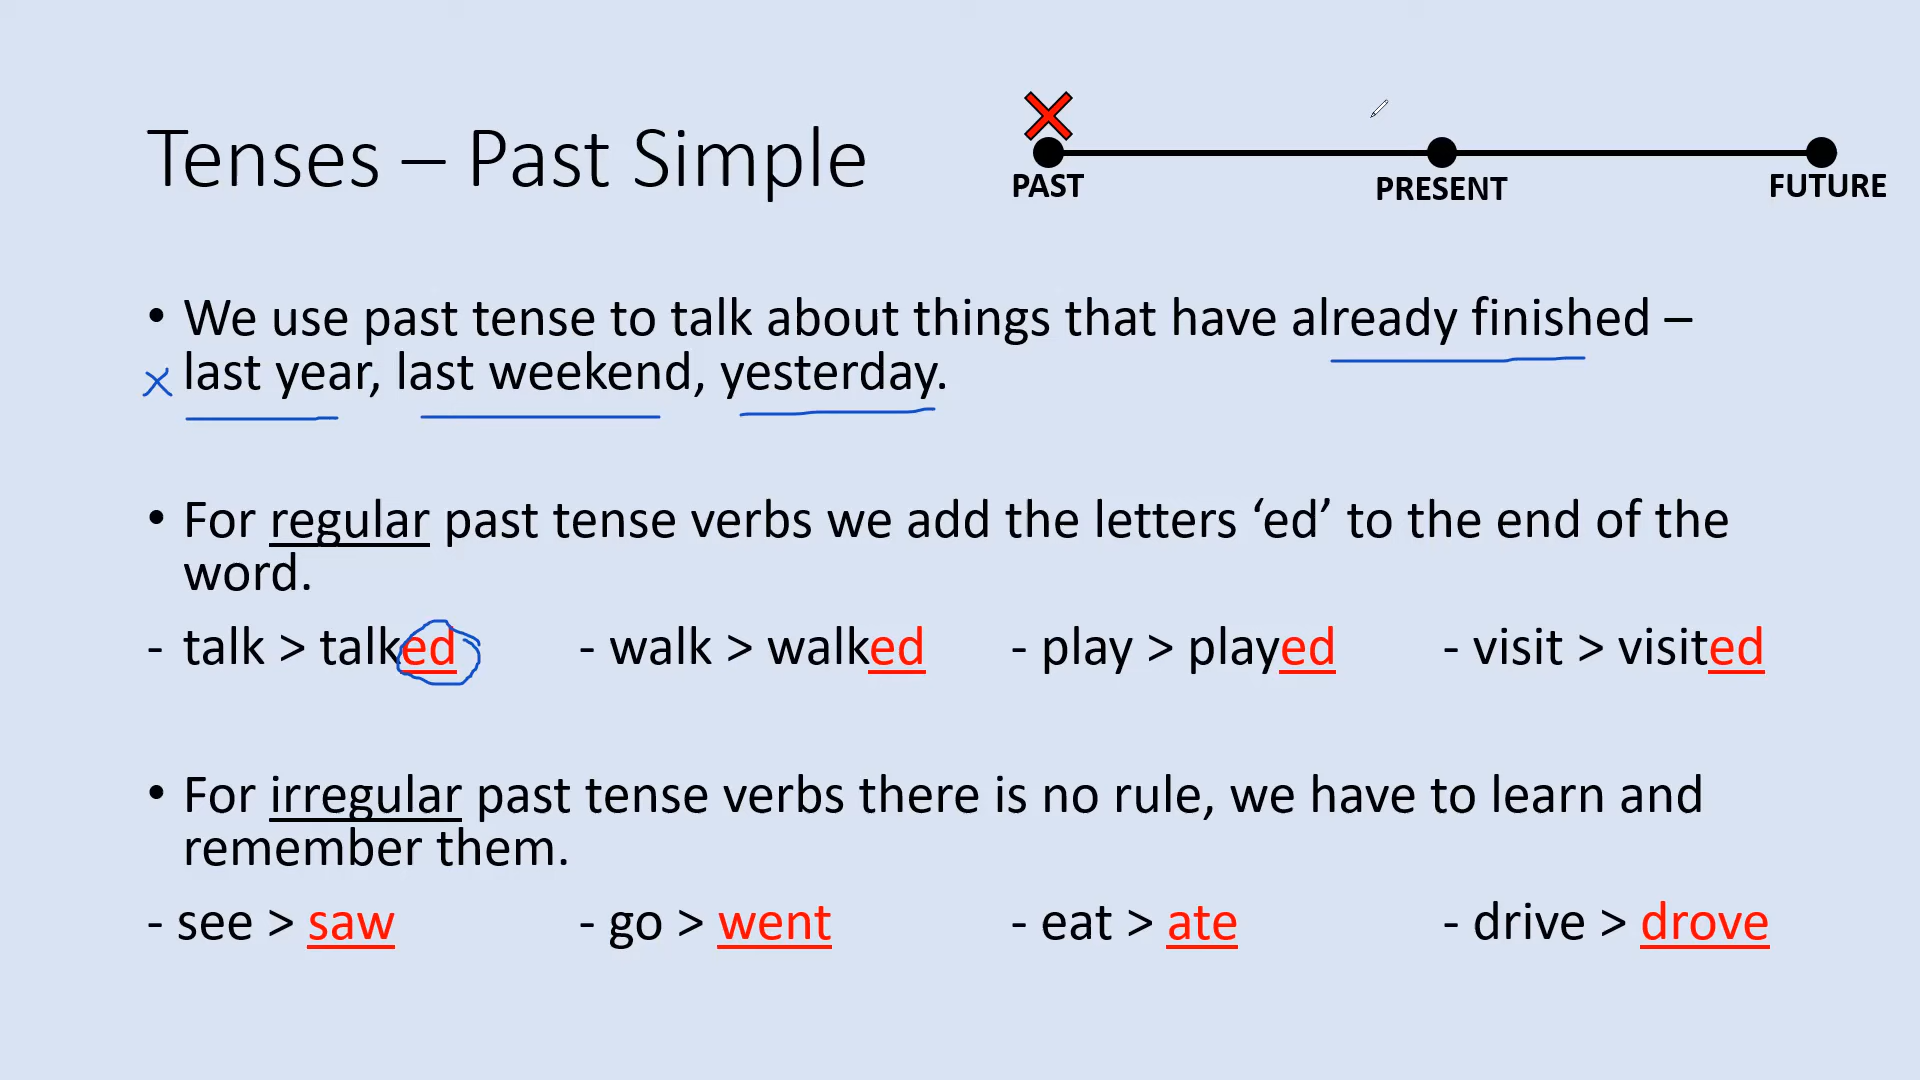 Tenses – Past Simple
PAST
PRESENT
FUTURE
• We use past tense to talk about things that have already finished –
x last year, last weekend, yesterday.
• For regular past tense verbs we add the letters ‘ed’ to the end of the
word.
- talk > talked - walk > walked - play > played - visit > visited
• For irregular past tense verbs there is no rule, we have to learn and
remember them.
- see > saw - go > went - eat > ate - drive > drove